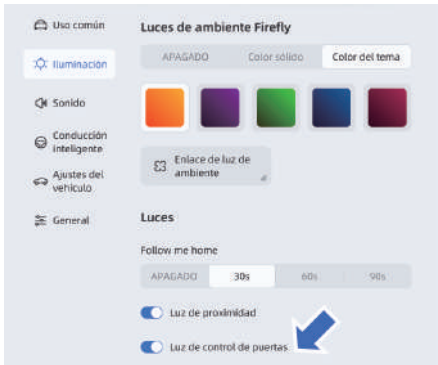 Uso común
Luces de ambiente Firefly
APAGADO
Color sólido
Color del tema
Iluminación
Sonido
Conducción
inteligente
Enlace de luz de
ambiente
Ajustes del
vehículo
General
Luces
Follow me home
APAGADO
30s
60s
90s
Luz de proximidad
Luz de control de puertas